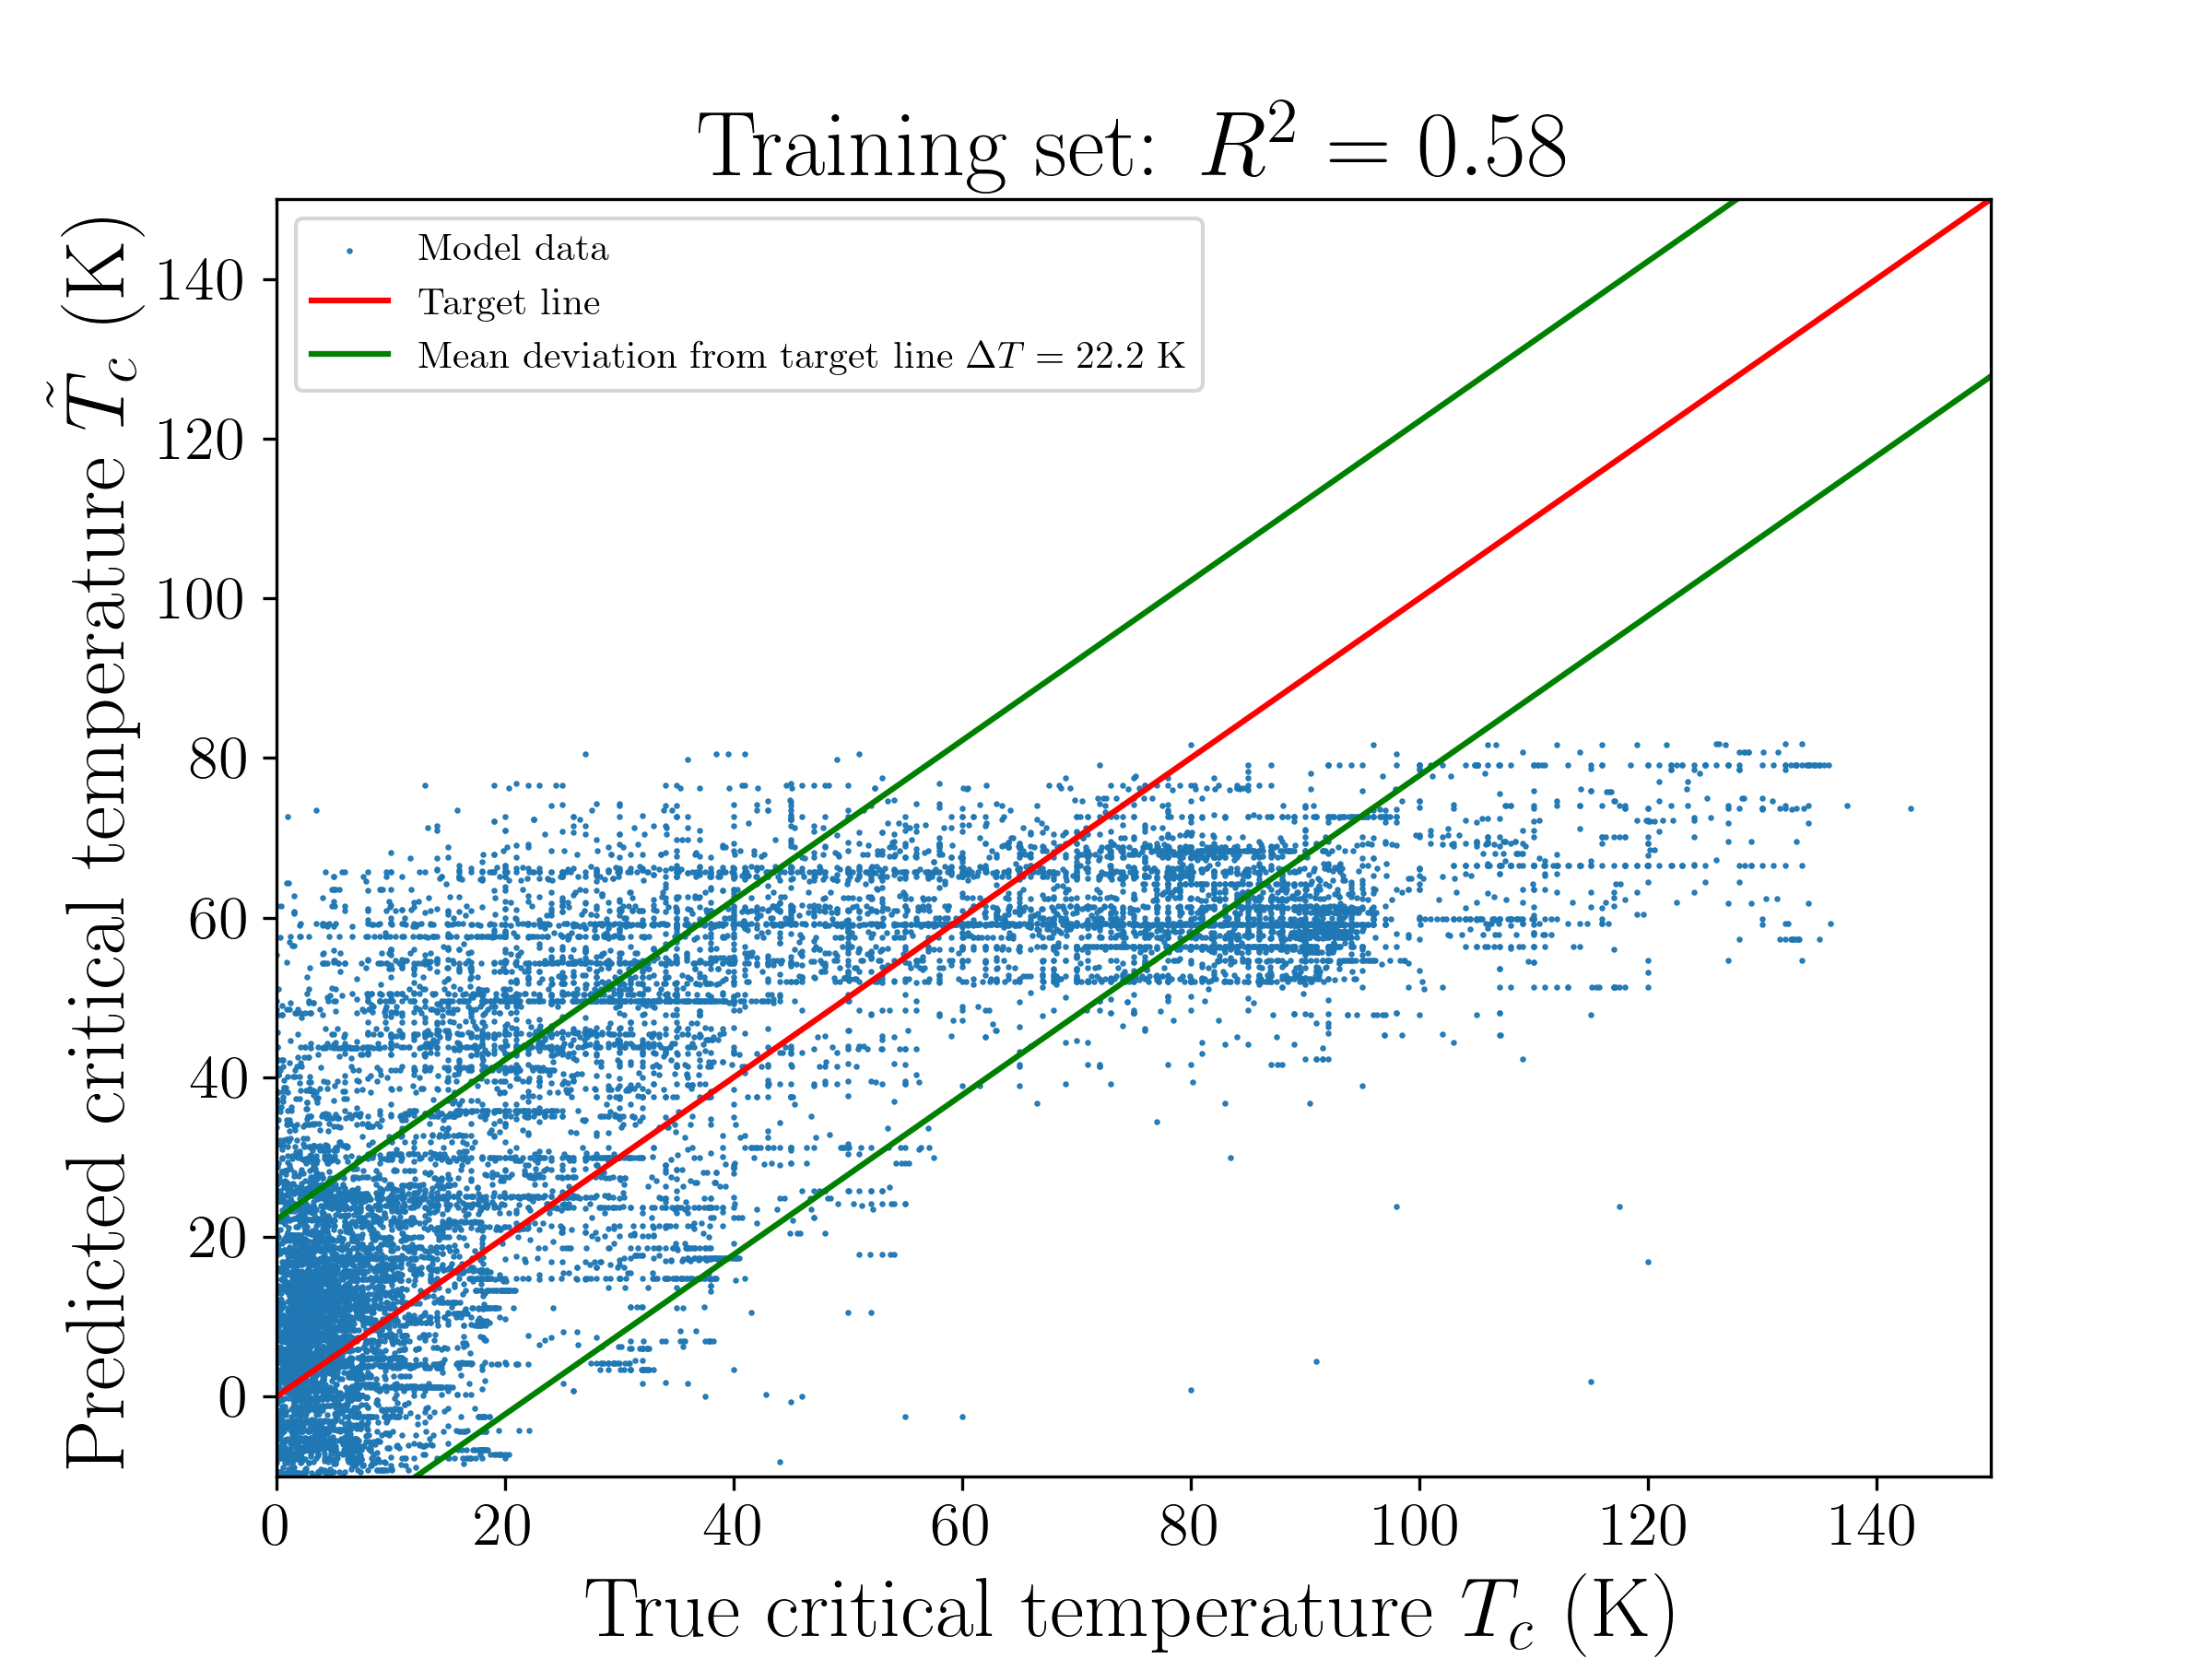 Training set: R² = 0.58
Model data
Target line
Mean deviation from target line ΔT = 22.2 K
Predicted critical temperature T̃_c (K)
140
120
100
80
60
40
20
0
0 20 40 60 80 100 120 140
True critical temperature T_c (K)